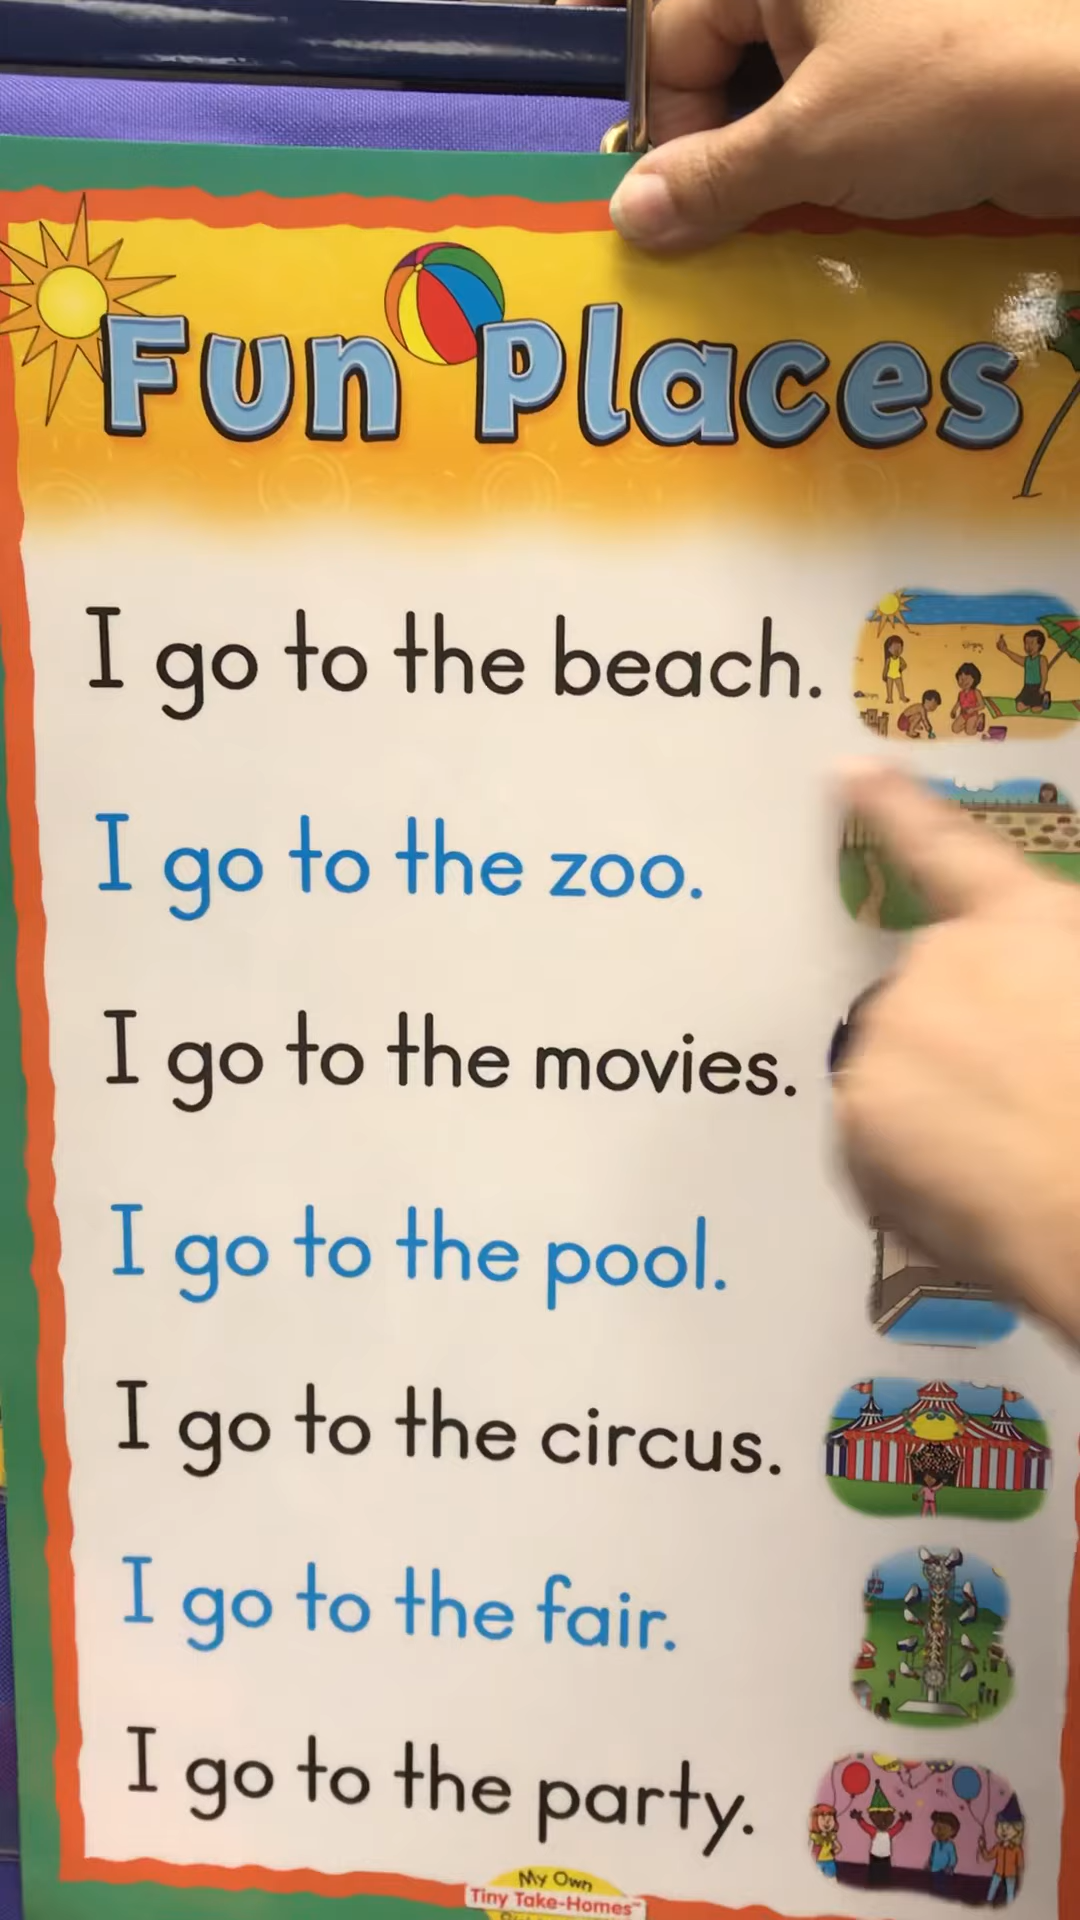 Fun Places
I go to the beach.
I go to the zoo.
I go to the movies.
I go to the pool.
I go to the circus.
I go to the fair.
I go to the party.
My Own
Tiny Take-Homes™